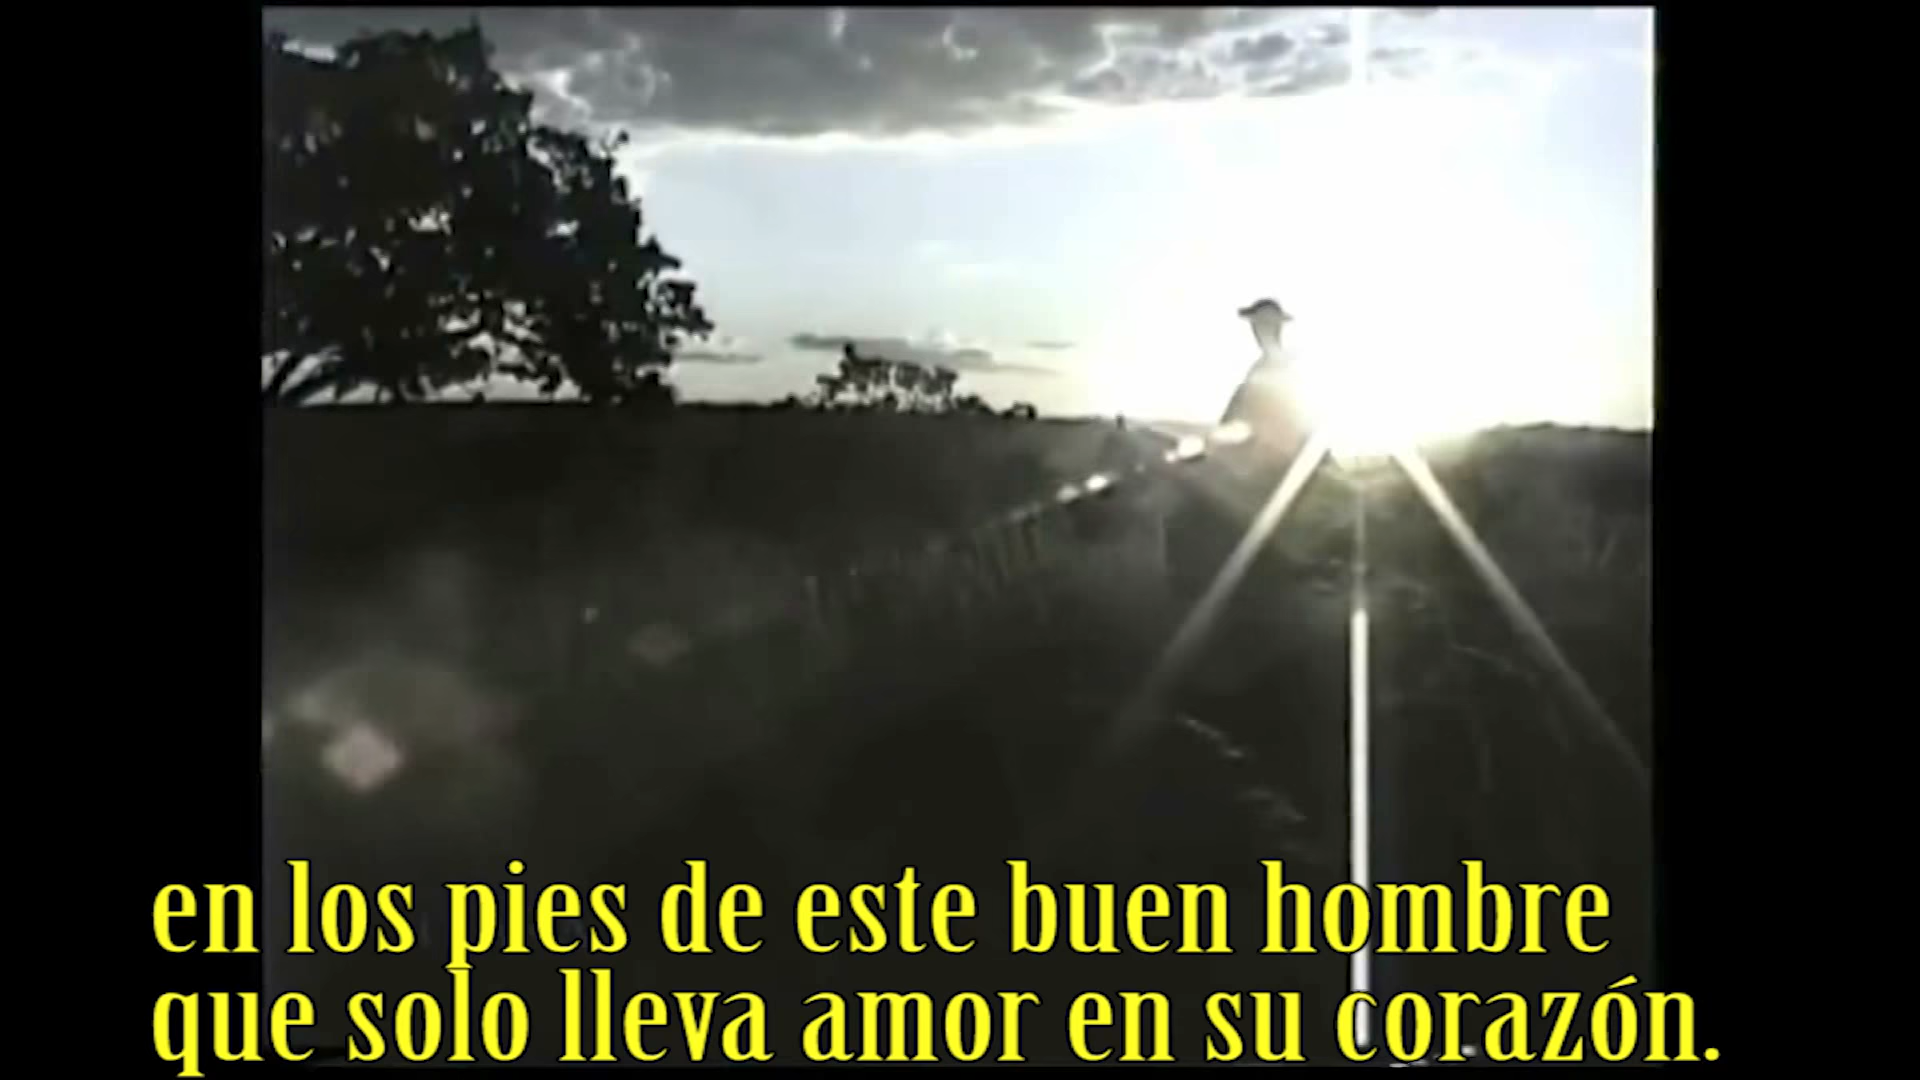 en los pies de este buen hombre
que solo lleva amor en su corazón.